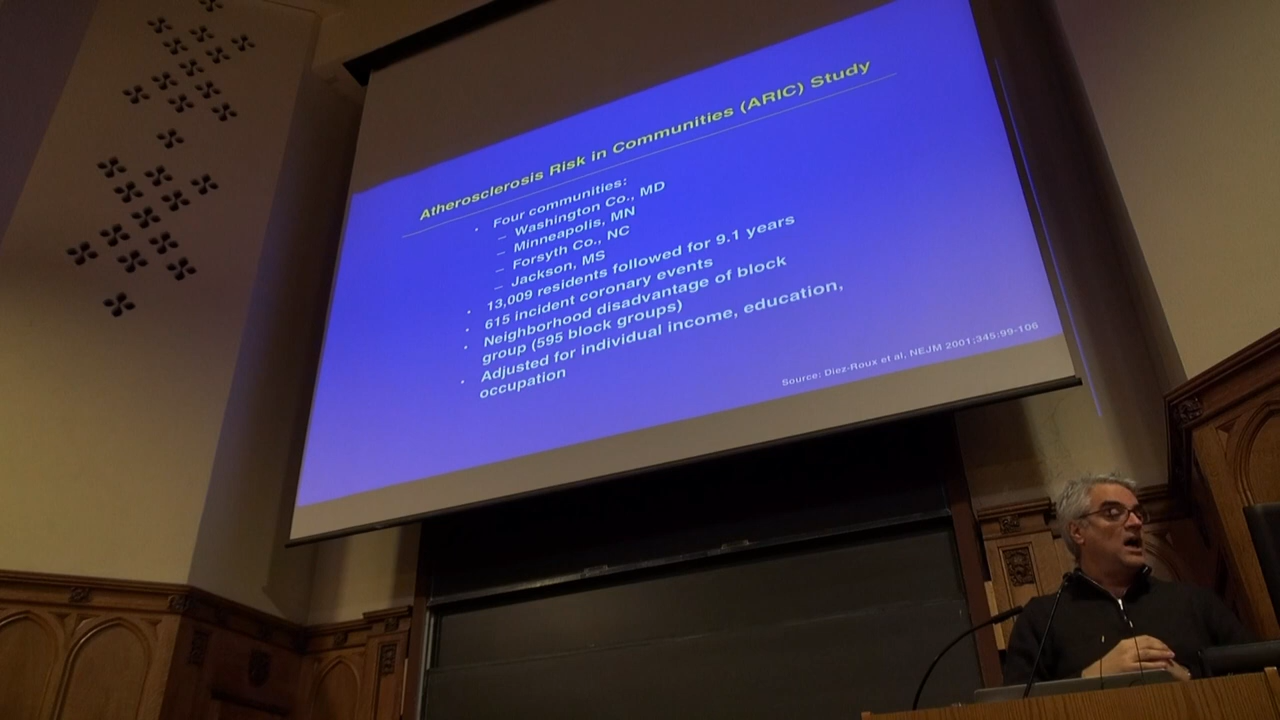 Atherosclerosis Risk in Communities (ARIC) Study
• Four communities:
– Washington Co., MD
– Minneapolis, MN
– Forsyth Co., NC
– Jackson, MS
• 13,009 residents followed for 9.1 years
• 615 incident coronary events
• Neighborhood disadvantage of block
group (595 block groups)
• Adjusted for individual income, education,
occupation
Source: Diez-Roux et al, NEJM 2001;345:99-106